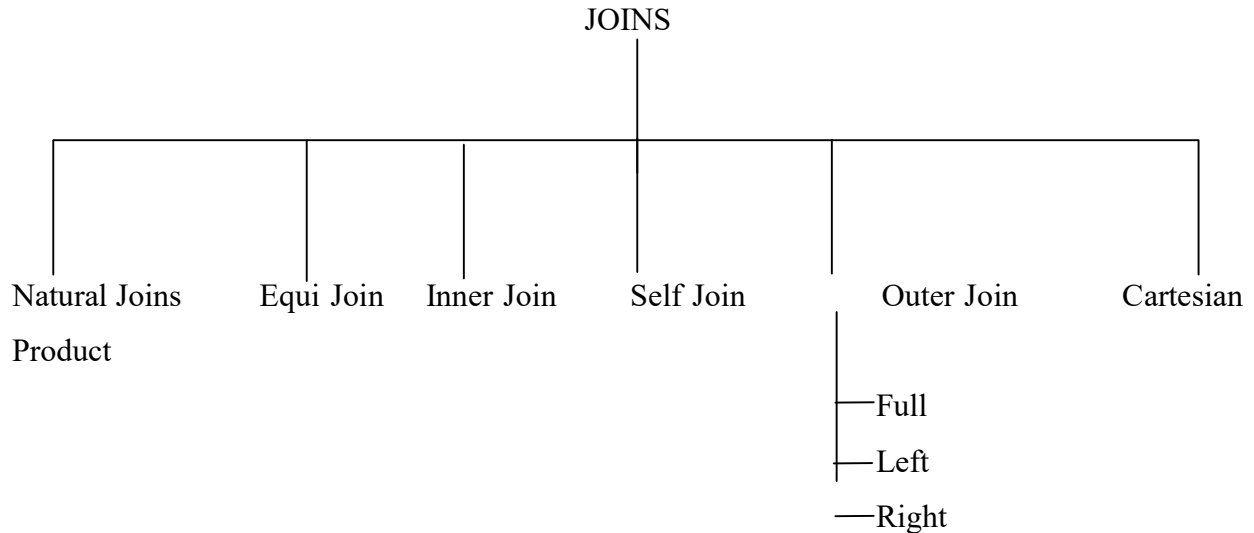 JOINS
Natural Joins Equi Join Inner Join Self Join Outer Join Cartesian
Product
Full
Left
Right